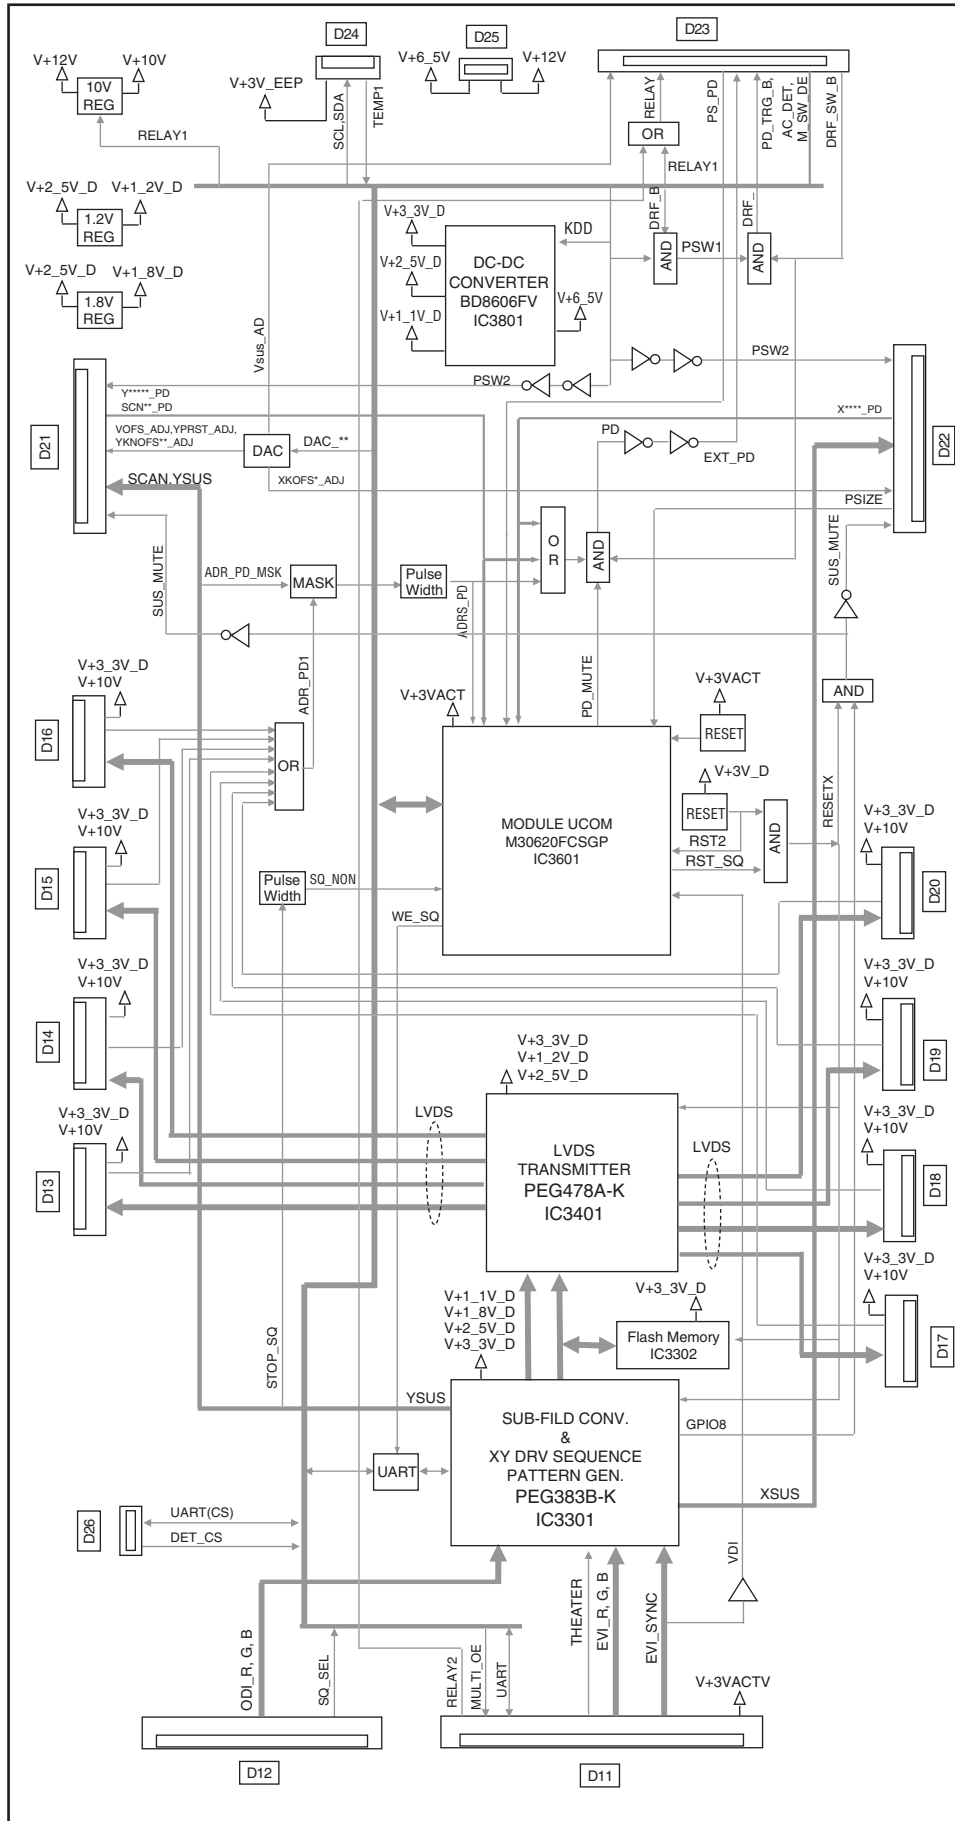 D24
D25
D23
V+12V
V+10V
10V
REG
V+3V_EEP
V+6_5V
V+12V
SCL,SDA
TEMP1
RELAY
PS_PD
PD_TRG_B,
AC_DET,
M_SW_DE
DRF_SW_B
RELAY1
OR
RELAY1
V+2_5V_D
V+1_2V_D
1.2V
REG
V+3_3V_D
KDD
DRF_B
DRF_
AND
PSW1
AND
DC-DC
CONVERTER
BD8606FV
IC3801
V+2_5V_D
V+1_1V_D
V+6_5V
V+2_5V_D
V+1_8V_D
1.8V
REG
Vsus_AD
PSW2
PSW2
Y*****_PD
SCN**_PD
X****_PD
VOFS_ADJ,YPRST_ADJ,
YKNOFS**_ADJ
DAC
DAC_**
PD
EXT_PD
D21
D22
SCAN,YSUS
XKOFS*_ADJ
PSIZE
SUS_MUTE
ADR_PD_MSK
MASK
Pulse
Width
ADRS_PD
O
R
AND
SUS_MUTE
ADR_PD1
PD_MUTE
V+3_3V_D
V+10V
D16
OR
V+3VACT
V+3VACT
RESET
AND
V+3V_D
RESET
RST2
RST_SQ
AND
RESETX
MODULE UCOM
M30620FCSGP
IC3601
V+3_3V_D
V+10V
D15
V+3_3V_D
V+10V
D20
Pulse
Width
SQ_NON
WE_SQ
V+3_3V_D
V+10V
D14
V+3_3V_D
V+10V
D19
V+3_3V_D
V+1_2V_D
V+2_5V_D
LVDS
LVDS
TRANSMITTER
PEG478A-K
IC3401
LVDS
V+3_3V_D
V+10V
D13
V+3_3V_D
V+10V
D18
V+1_1V_D
V+1_8V_D
V+2_5V_D
V+3_3V_D
V+3_3V_D
Flash Memory
IC3302
V+3_3V_D
V+10V
D17
STOP_SQ
YSUS
SUB-FILD CONV.
&
XY DRV SEQUENCE
PATTERN GEN.
PEG383B-K
IC3301
GPIO8
UART
XSUS
D26
UART(CS)
DET_CS
VDI
ODI_R, G, B
SQ_SEL
RELAY2
MULTI_OE
UART
THEATER
EVI_R, G, B
EVI_SYNC
V+3VACTV
D12
D11